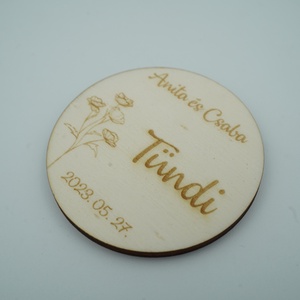 Anita és Csaba
Tündi
2023. 05. 27.